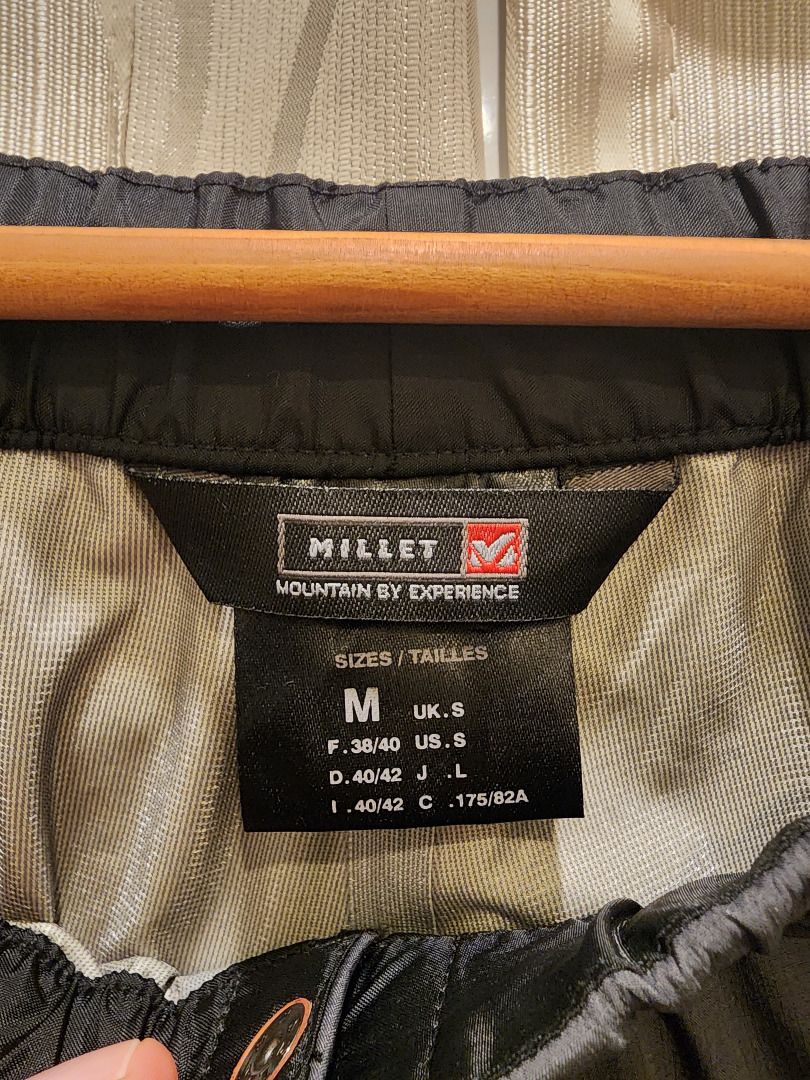 MILLET
MOUNTAIN BY EXPERIENCE
SIZES / TAILLES
M UK.S
F.38/40 US.S
D.40/42 J .L
I .40/42 C .175/82A